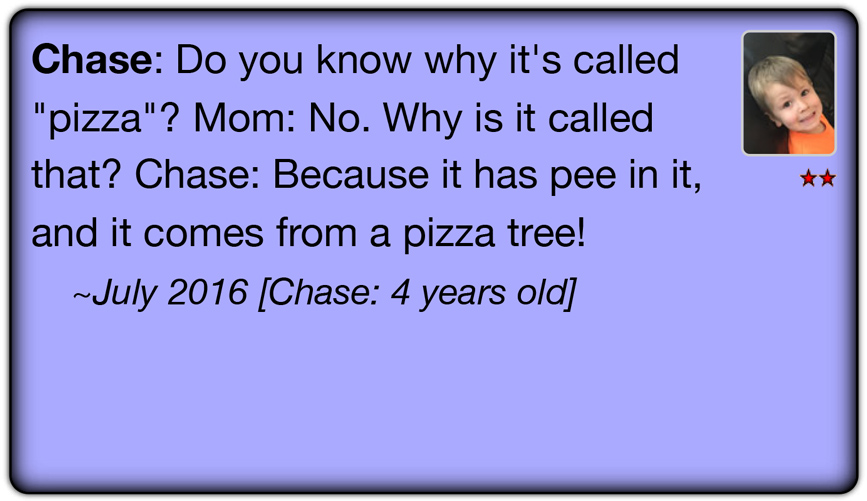 Chase: Do you know why it's called
"pizza"? Mom: No. Why is it called
that? Chase: Because it has pee in it,
and it comes from a pizza tree!
~July 2016 [Chase: 4 years old]